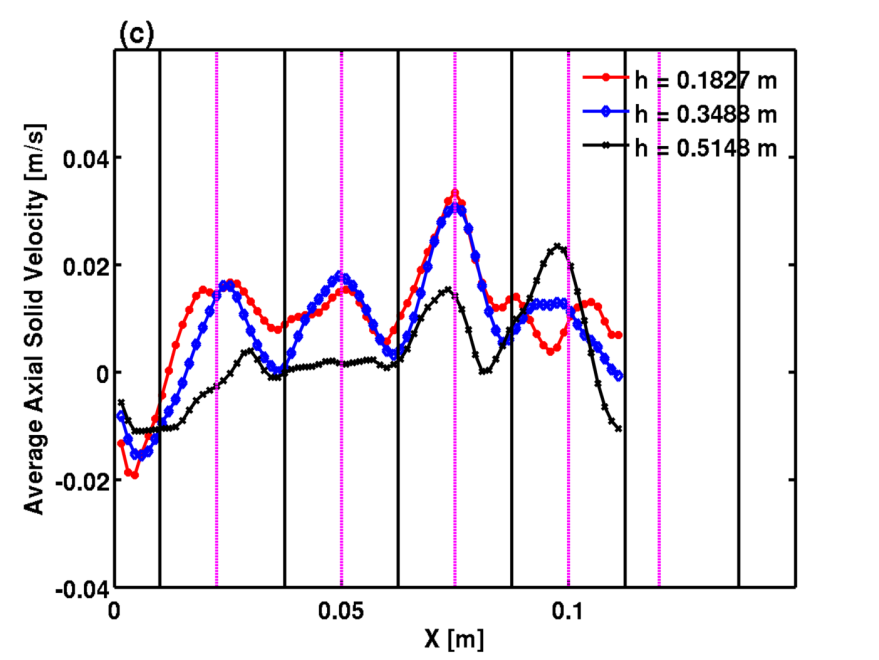 (c)
h = 0.1827 m
h = 0.3488 m
h = 0.5148 m
Average Axial Solid Velocity [m/s]
0.04
0.02
0
-0.02
-0.04
0
0.05
0.1
X [m]